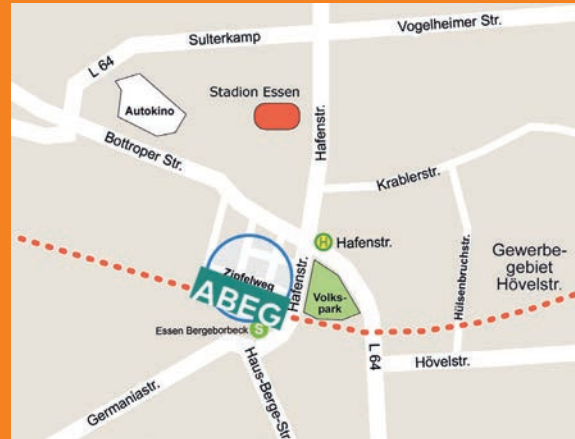 Vogelheimer Str.
Sulterkamp
L 64
Stadion Essen
Autokino
Hafenstr.
Bottroper Str.
Krablerstr.
H
Hafenstr.
Gewerbe-
gebiet
Hövelstr.
Hülsenbruchstr.
Zipfelweg
Hafenstr.
ABEG
Volks-
park
Essen Bergeborbeck
S
L 64
Hövelstr.
Haus-Berge-Str
Germaniastr.